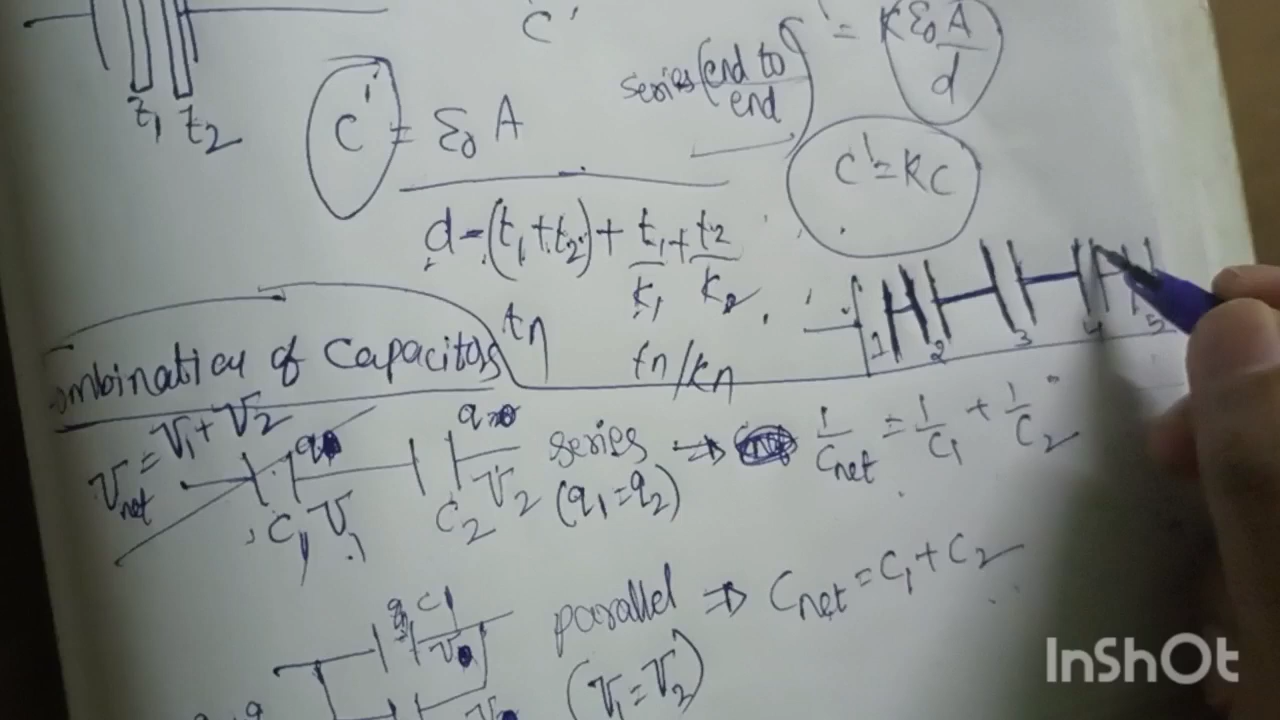 C'
t1 t2
C' = ε0 A
d-(t1+t2)+ t1/k1 + t2/k2
tn
tn/kn
series (end to end)
C' = Kε0A/d
C'=KC
1 2 3 4 5
ombination of Capacitors
Vnet = V1+V2
C1 V1
C2 V2
series ⇒ 1/Cnet = 1/C1 + 1/C2
(q1=q2)
C1
parallel ⇒ Cnet = C1+C2
(V1=V2)
InShOt